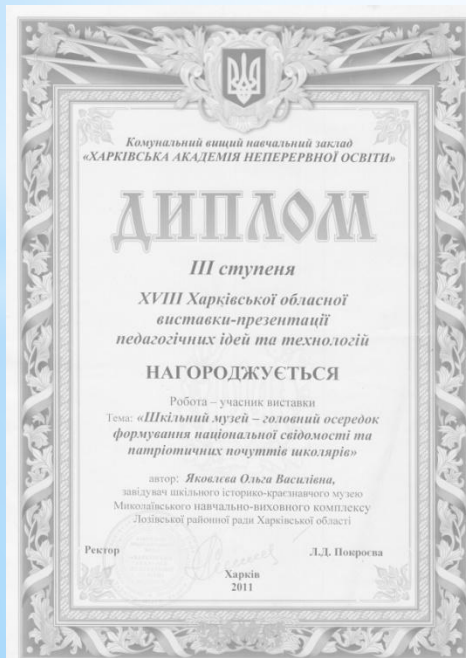 Комунальний вищий навчальний заклад
«ХАРКІВСЬКА АКАДЕМІЯ НЕПЕРЕРВНОЇ ОСВІТИ»
ДИПЛОМ
III ступеня
XVIII Харківської обласної
виставки-презентації
педагогічних ідей та технологій
НАГОРОДЖУЄТЬСЯ
Робота – учасник виставки
Тема: «Шкільний музей – головний осередок
формування національної свідомості та
патріотичних почуттів школярів»
автор: Яковлєва Ольга Василівна,
завідувач шкільного історико-краєзнавчого музею
Миколаївського навчально-виховного комплексу
Лозівської районної ради Харківської області
Ректор Л.Д. Покроєва
Харків
2011